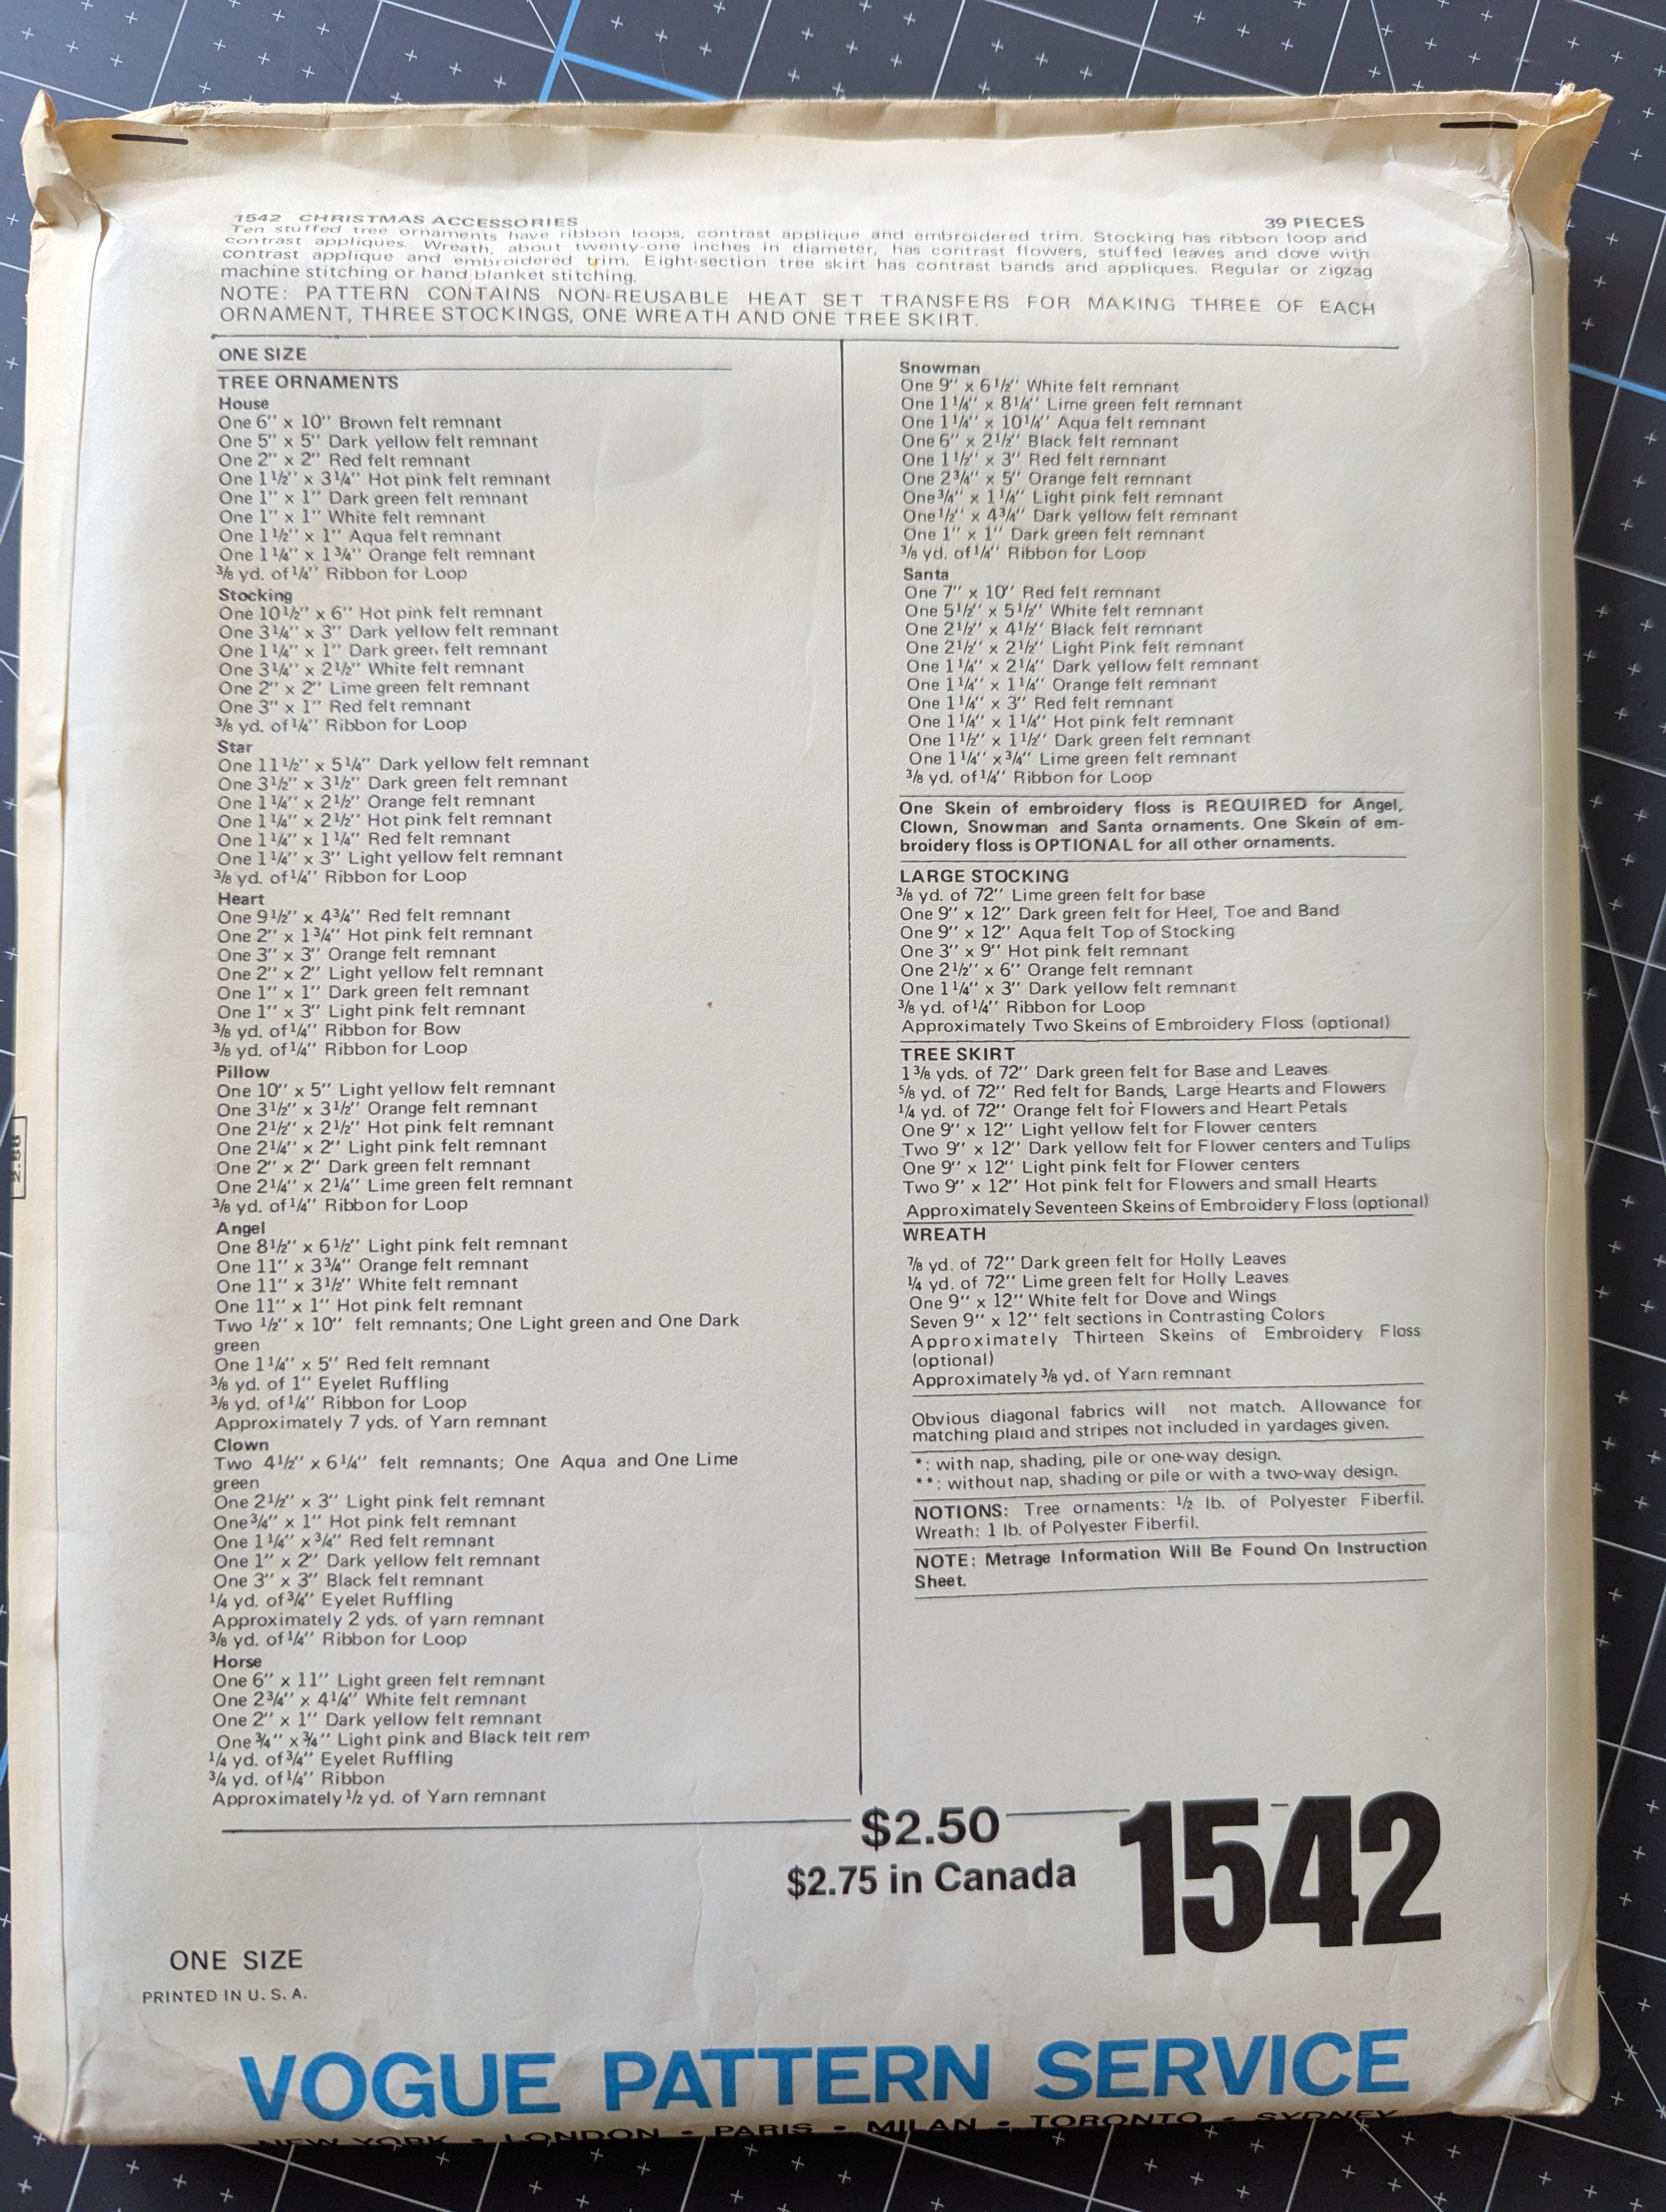 1542 CHRISTMAS ACCESSORIES 39 PIECES
Ten stuffed tree ornaments have ribbon loops, contrast applique and embroidered trim. Stocking has ribbon loop and
contrast appliques. Wreath, about twenty-one inches in diameter, has contrast flowers, stuffed leaves and dove with
contrast applique and embroidered trim. Eight-section tree skirt has contrast bands and appliques. Regular or zigzag
machine stitching or hand blanket stitching.
NOTE: PATTERN CONTAINS NON-REUSABLE HEAT SET TRANSFERS FOR MAKING THREE OF EACH
ORNAMENT, THREE STOCKINGS, ONE WREATH AND ONE TREE SKIRT.
ONE SIZE
TREE ORNAMENTS
House
One 6'' x 10'' Brown felt remnant
One 5'' x 5'' Dark yellow felt remnant
One 2'' x 2'' Red felt remnant
One 1½'' x 3¼'' Hot pink felt remnant
One 1'' x 1'' Dark green felt remnant
One 1'' x 1'' White felt remnant
One 1½'' x 1'' Aqua felt remnant
One 1¼'' x 1¾'' Orange felt remnant
⅜ yd. of ¼'' Ribbon for Loop
Stocking
One 10½'' x 6'' Hot pink felt remnant
One 3¼'' x 3'' Dark yellow felt remnant
One 1¼'' x 1'' Dark green felt remnant
One 3¼'' x 2½'' White felt remnant
One 2'' x 2'' Lime green felt remnant
One 3'' x 1'' Red felt remnant
⅜ yd. of ¼'' Ribbon for Loop
Star
One 11½'' x 5¼'' Dark yellow felt remnant
One 3½'' x 3½'' Dark green felt remnant
One 1¼'' x 2½'' Orange felt remnant
One 1¼'' x 2½'' Hot pink felt remnant
One 1¼'' x 1¼'' Red felt remnant
One 1¼'' x 3'' Light yellow felt remnant
⅜ yd. of ¼'' Ribbon for Loop
Heart
One 9½'' x 4¾'' Red felt remnant
One 2'' x 1¾'' Hot pink felt remnant
One 3'' x 3'' Orange felt remnant
One 2'' x 2'' Light yellow felt remnant
One 1'' x 1'' Dark green felt remnant
One 1'' x 3'' Light pink felt remnant
⅜ yd. of ¼'' Ribbon for Bow
⅜ yd. of ¼'' Ribbon for Loop
Pillow
One 10'' x 5'' Light yellow felt remnant
One 3½'' x 3½'' Orange felt remnant
One 2½'' x 2½'' Hot pink felt remnant
One 2¼'' x 2'' Light pink felt remnant
One 2'' x 2'' Dark green felt remnant
One 2¼'' x 2¼'' Lime green felt remnant
⅜ yd. of ¼'' Ribbon for Loop
Angel
One 8½'' x 6½'' Light pink felt remnant
One 11'' x 3¾'' Orange felt remnant
One 11'' x 3½'' White felt remnant
One 11'' x 1'' Hot pink felt remnant
Two ½'' x 10'' felt remnants; One Light green and One Dark
green
One 1¼'' x 5'' Red felt remnant
⅜ yd. of 1'' Eyelet Ruffling
⅜ yd. of ¼'' Ribbon for Loop
Approximately 7 yds. of Yarn remnant
Clown
Two 4½'' x 6¼'' felt remnants; One Aqua and One Lime
green
One 2½'' x 3'' Light pink felt remnant
One ¾'' x 1'' Hot pink felt remnant
One 1¼'' x ¾'' Red felt remnant
One 1'' x 2'' Dark yellow felt remnant
One 3'' x 3'' Black felt remnant
¼ yd. of ¾'' Eyelet Ruffling
Approximately 2 yds. of yarn remnant
⅜ yd. of ¼'' Ribbon for Loop
Horse
One 6'' x 11'' Light green felt remnant
One 2¾'' x 4¼'' White felt remnant
One 2'' x 1'' Dark yellow felt remnant
One ¾'' x ¾'' Light pink and Black felt rem
¼ yd. of ¾'' Eyelet Ruffling
¾ yd. of ¼'' Ribbon
Approximately ½ yd. of Yarn remnant
Snowman
One 9'' x 6½'' White felt remnant
One 1¼'' x 8¼'' Lime green felt remnant
One 1¼'' x 10¼'' Aqua felt remnant
One 6'' x 2½'' Black felt remnant
One 1½'' x 3'' Red felt remnant
One 2¾'' x 5'' Orange felt remnant
One ¾'' x 1¼'' Light pink felt remnant
One ½'' x 4¾'' Dark yellow felt remnant
One 1'' x 1'' Dark green felt remnant
⅜ yd. of ¼'' Ribbon for Loop
Santa
One 7'' x 10'' Red felt remnant
One 5½'' x 5½'' White felt remnant
One 2½'' x 4½'' Black felt remnant
One 2½'' x 2½'' Light Pink felt remnant
One 1¼'' x 2¼'' Dark yellow felt remnant
One 1¼'' x 1¼'' Orange felt remnant
One 1¼'' x 3'' Red felt remnant
One 1¼'' x 1¼'' Hot pink felt remnant
One 1½'' x 1½'' Dark green felt remnant
One 1¼'' x ¾'' Lime green felt remnant
⅜ yd. of ¼'' Ribbon for Loop
One Skein of embroidery floss is REQUIRED for Angel,
Clown, Snowman and Santa ornaments. One Skein of em-
broidery floss is OPTIONAL for all other ornaments.
LARGE STOCKING
⅜ yd. of 72'' Lime green felt for base
One 9'' x 12'' Dark green felt for Heel, Toe and Band
One 9'' x 12'' Aqua felt Top of Stocking
One 3'' x 9'' Hot pink felt remnant
One 2½'' x 6'' Orange felt remnant
One 1¼'' x 3'' Dark yellow felt remnant
⅜ yd. of ¼'' Ribbon for Loop
Approximately Two Skeins of Embroidery Floss (optional)
TREE SKIRT
1⅜ yds. of 72'' Dark green felt for Base and Leaves
⅝ yd. of 72'' Red felt for Bands, Large Hearts and Flowers
¼ yd. of 72'' Orange felt for Flowers and Heart Petals
One 9'' x 12'' Light yellow felt for Flower centers
Two 9'' x 12'' Dark yellow felt for Flower centers and Tulips
One 9'' x 12'' Light pink felt for Flower centers
Two 9'' x 12'' Hot pink felt for Flowers and small Hearts
Approximately Seventeen Skeins of Embroidery Floss (optional)
WREATH
⅞ yd. of 72'' Dark green felt for Holly Leaves
¼ yd. of 72'' Lime green felt for Holly Leaves
One 9'' x 12'' White felt for Dove and Wings
Seven 9'' x 12'' felt sections in Contrasting Colors
Approximately Thirteen Skeins of Embroidery Floss
(optional)
Approximately ⅜ yd. of Yarn remnant
Obvious diagonal fabrics will not match. Allowance for
matching plaid and stripes not included in yardages given.
*: with nap, shading, pile or one-way design.
**: without nap, shading or pile or with a two-way design.
NOTIONS: Tree ornaments: ½ lb. of Polyester Fiberfil.
Wreath: 1 lb. of Polyester Fiberfil.
NOTE: Metrage Information Will Be Found On Instruction
Sheet.
$2.50
$2.75 in Canada
1542
ONE SIZE
PRINTED IN U. S. A.
VOGUE PATTERN SERVICE
NEW YORK • LONDON • PARIS • MILAN • TORONTO • SYDNEY